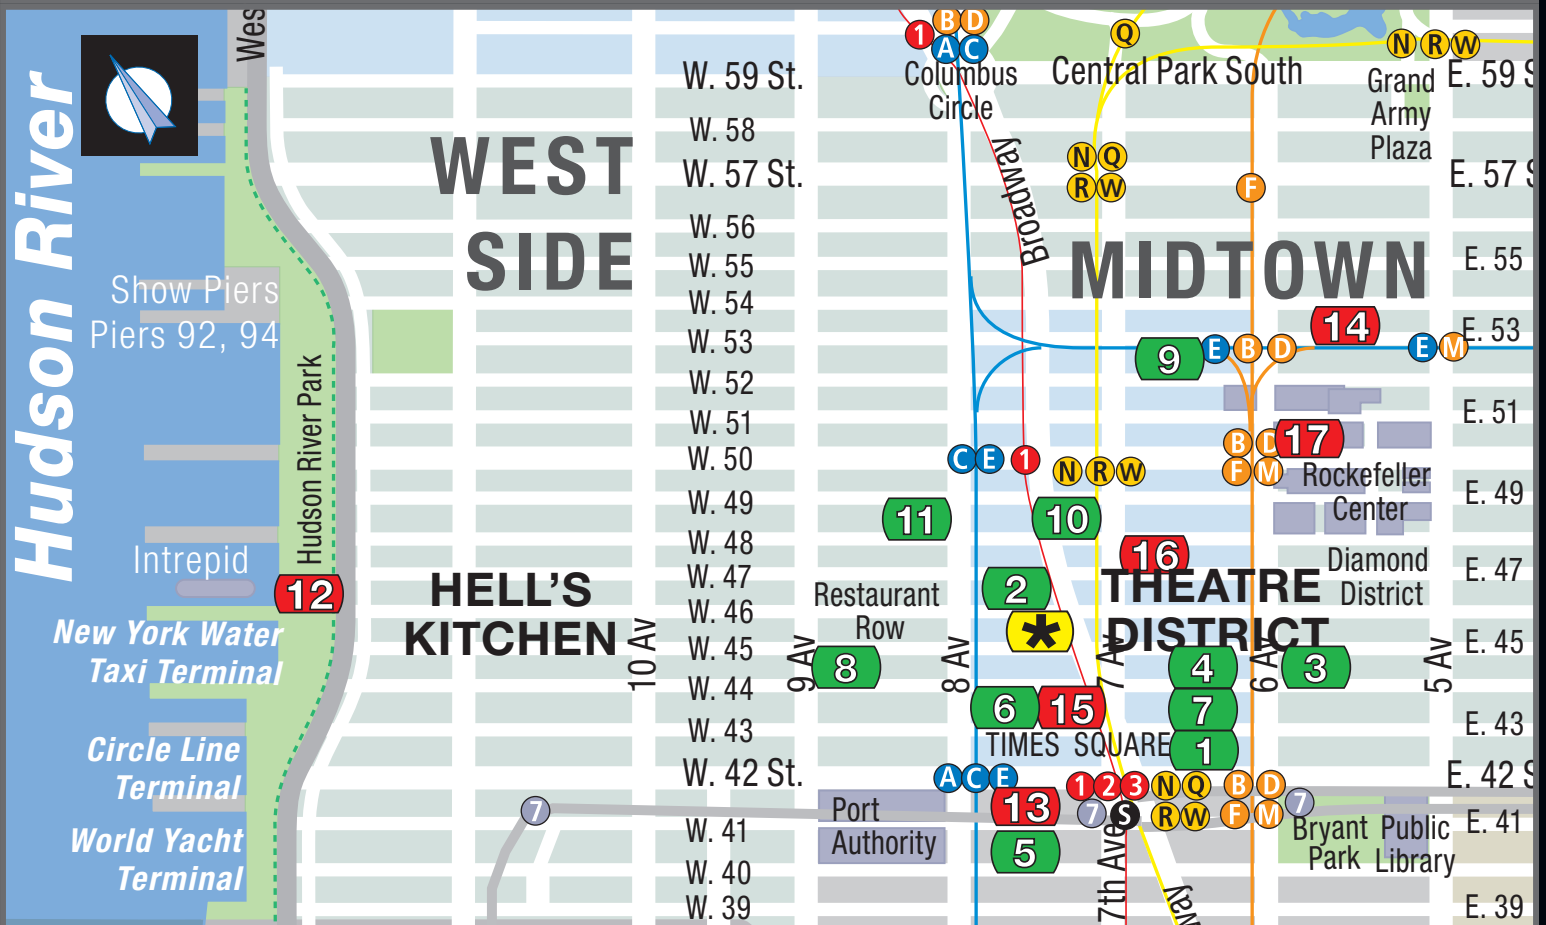 Hudson River
Wes
B D
1
A C
Columbus
Circle
Q
Central Park South
N R W
Grand
Army
Plaza
W. 59 St.
E. 59 S
W. 58
W. 57 St.
E. 57 S
WEST
SIDE
Broadway
N Q
R W
F
W. 56
W. 55
E. 55
MIDTOWN
W. 54
Show Piers
Piers 92, 94
W. 53
E. 53
14
9
E B D
E M
W. 52
W. 51
E. 51
Hudson River Park
B D
17
F M
W. 50
C E 1
N R W
Rockefeller
Center
W. 49
E. 49
11
10
W. 48
16
Diamond
District
Intrepid
12
HELL'S
KITCHEN
W. 47
E. 47
2
THEATRE
DISTRICT
Restaurant
Row
W. 46
*
New York Water
Taxi Terminal
10 Av
W. 45
E. 45
9 Av
8
8 Av
7 Av
4
6 Av
3
5 Av
W. 44
6
15
7
W. 43
E. 43
TIMES SQUARE
1
Circle Line
Terminal
W. 42 St.
E. 42 S
A C E
1 2 3
N Q
B D
7
Port
Authority
13
7
S
R W
F M
7
Bryant
Park
Public
Library
World Yacht
Terminal
W. 41
E. 41
5
7th Ave
W. 40
W. 39
E. 39
way